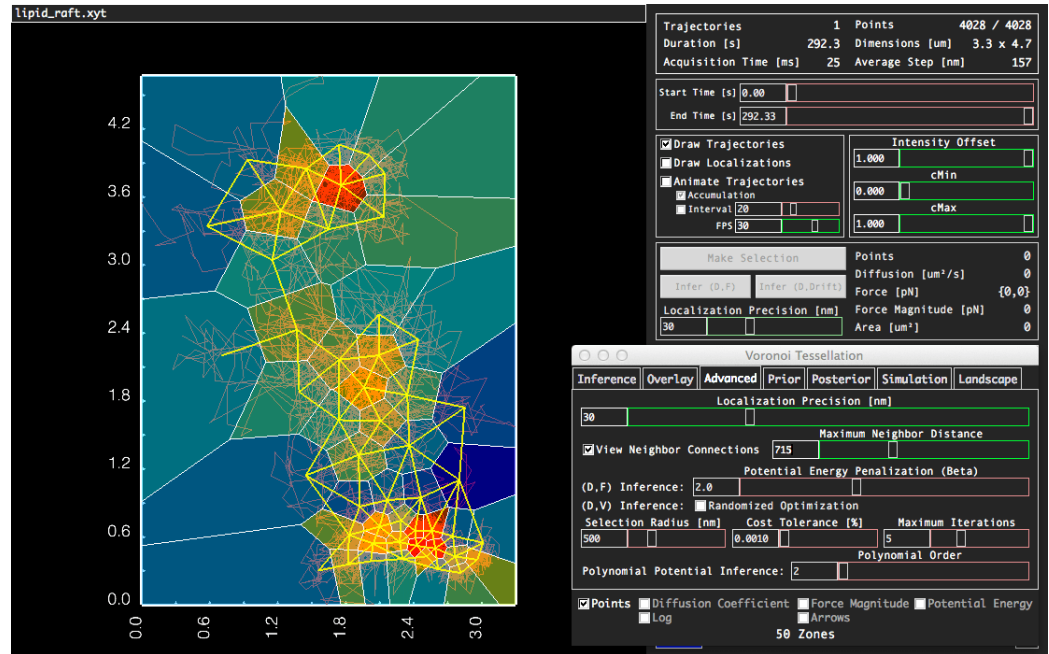 lipid_raft.xyt
4.2
3.6
3.0
2.4
1.8
1.2
0.6
0.0
0.0 0.6 1.2 1.8 2.4 3.0
Trajectories 1 Points 4028 / 4028
Duration [s] 292.3 Dimensions [um] 3.3 x 4.7
Acquisition Time [ms] 25 Average Step [nm] 157
Start Time [s] 0.00
End Time [s] 292.33
Draw Trajectories
Draw Localizations
Animate Trajectories
Accumulation
Interval 20
FPS 30
Intensity Offset
1.000
cMin
0.000
cMax
1.000
Make Selection
Infer (D,F) Infer (D,Drift)
Localization Precision [nm]
30
Points 0
Diffusion [um²/s] 0
Force [pN] {0,0}
Force Magnitude [pN] 0
Area [um²] 0
Voronoi Tessellation
Inference Overlay Advanced Prior Posterior Simulation Landscape
Localization Precision [nm]
30
Maximum Neighbor Distance
View Neighbor Connections 715
Potential Energy Penalization (Beta)
(D,F) Inference: 2.0
(D,V) Inference: Randomized Optimization
Selection Radius [nm] Cost Tolerance [%] Maximum Iterations
500 0.0010 5
Polynomial Order
Polynomial Potential Inference: 2
Points Diffusion Coefficient Force Magnitude Potential Energy
Log Arrows
50 Zones